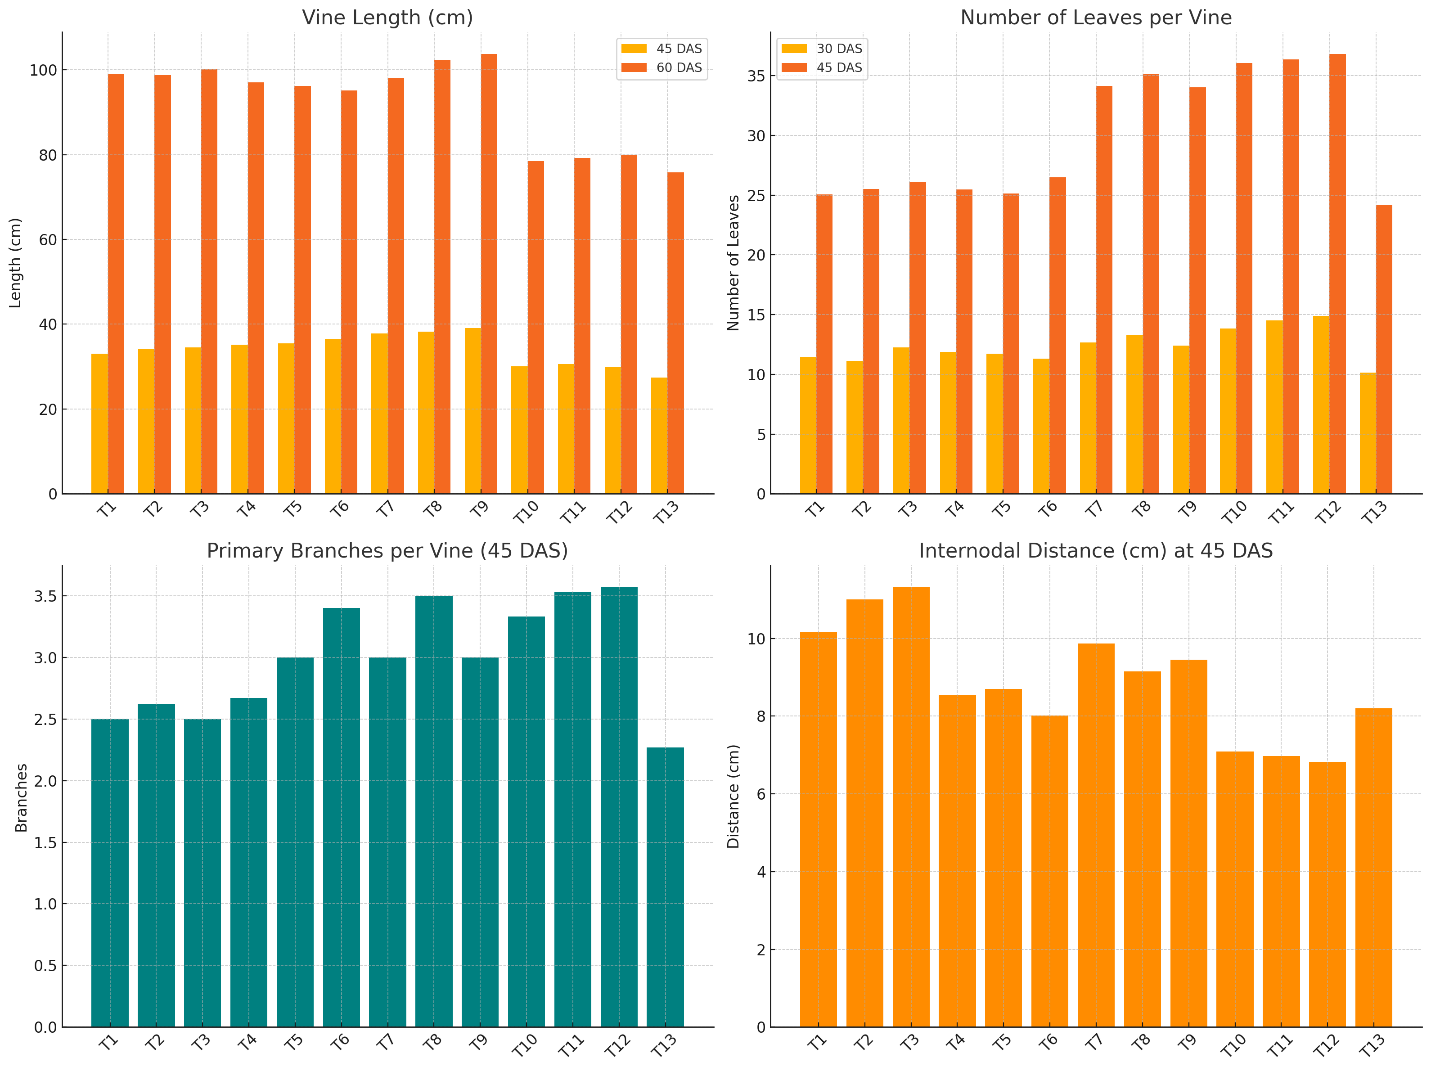 Vine Length (cm)
45 DAS
60 DAS
Length (cm)
100
80
60
40
20
0
T1 T2 T3 T4 T5 T6 T7 T8 T9 T10 T11 T12 T13
Number of Leaves per Vine
30 DAS
45 DAS
Number of Leaves
35
30
25
20
15
10
5
0
T1 T2 T3 T4 T5 T6 T7 T8 T9 T10 T11 T12 T13
Primary Branches per Vine (45 DAS)
Branches
3.5
3.0
2.5
2.0
1.5
1.0
0.5
0.0
T1 T2 T3 T4 T5 T6 T7 T8 T9 T10 T11 T12 T13
Internodal Distance (cm) at 45 DAS
Distance (cm)
10
8
6
4
2
0
T1 T2 T3 T4 T5 T6 T7 T8 T9 T10 T11 T12 T13